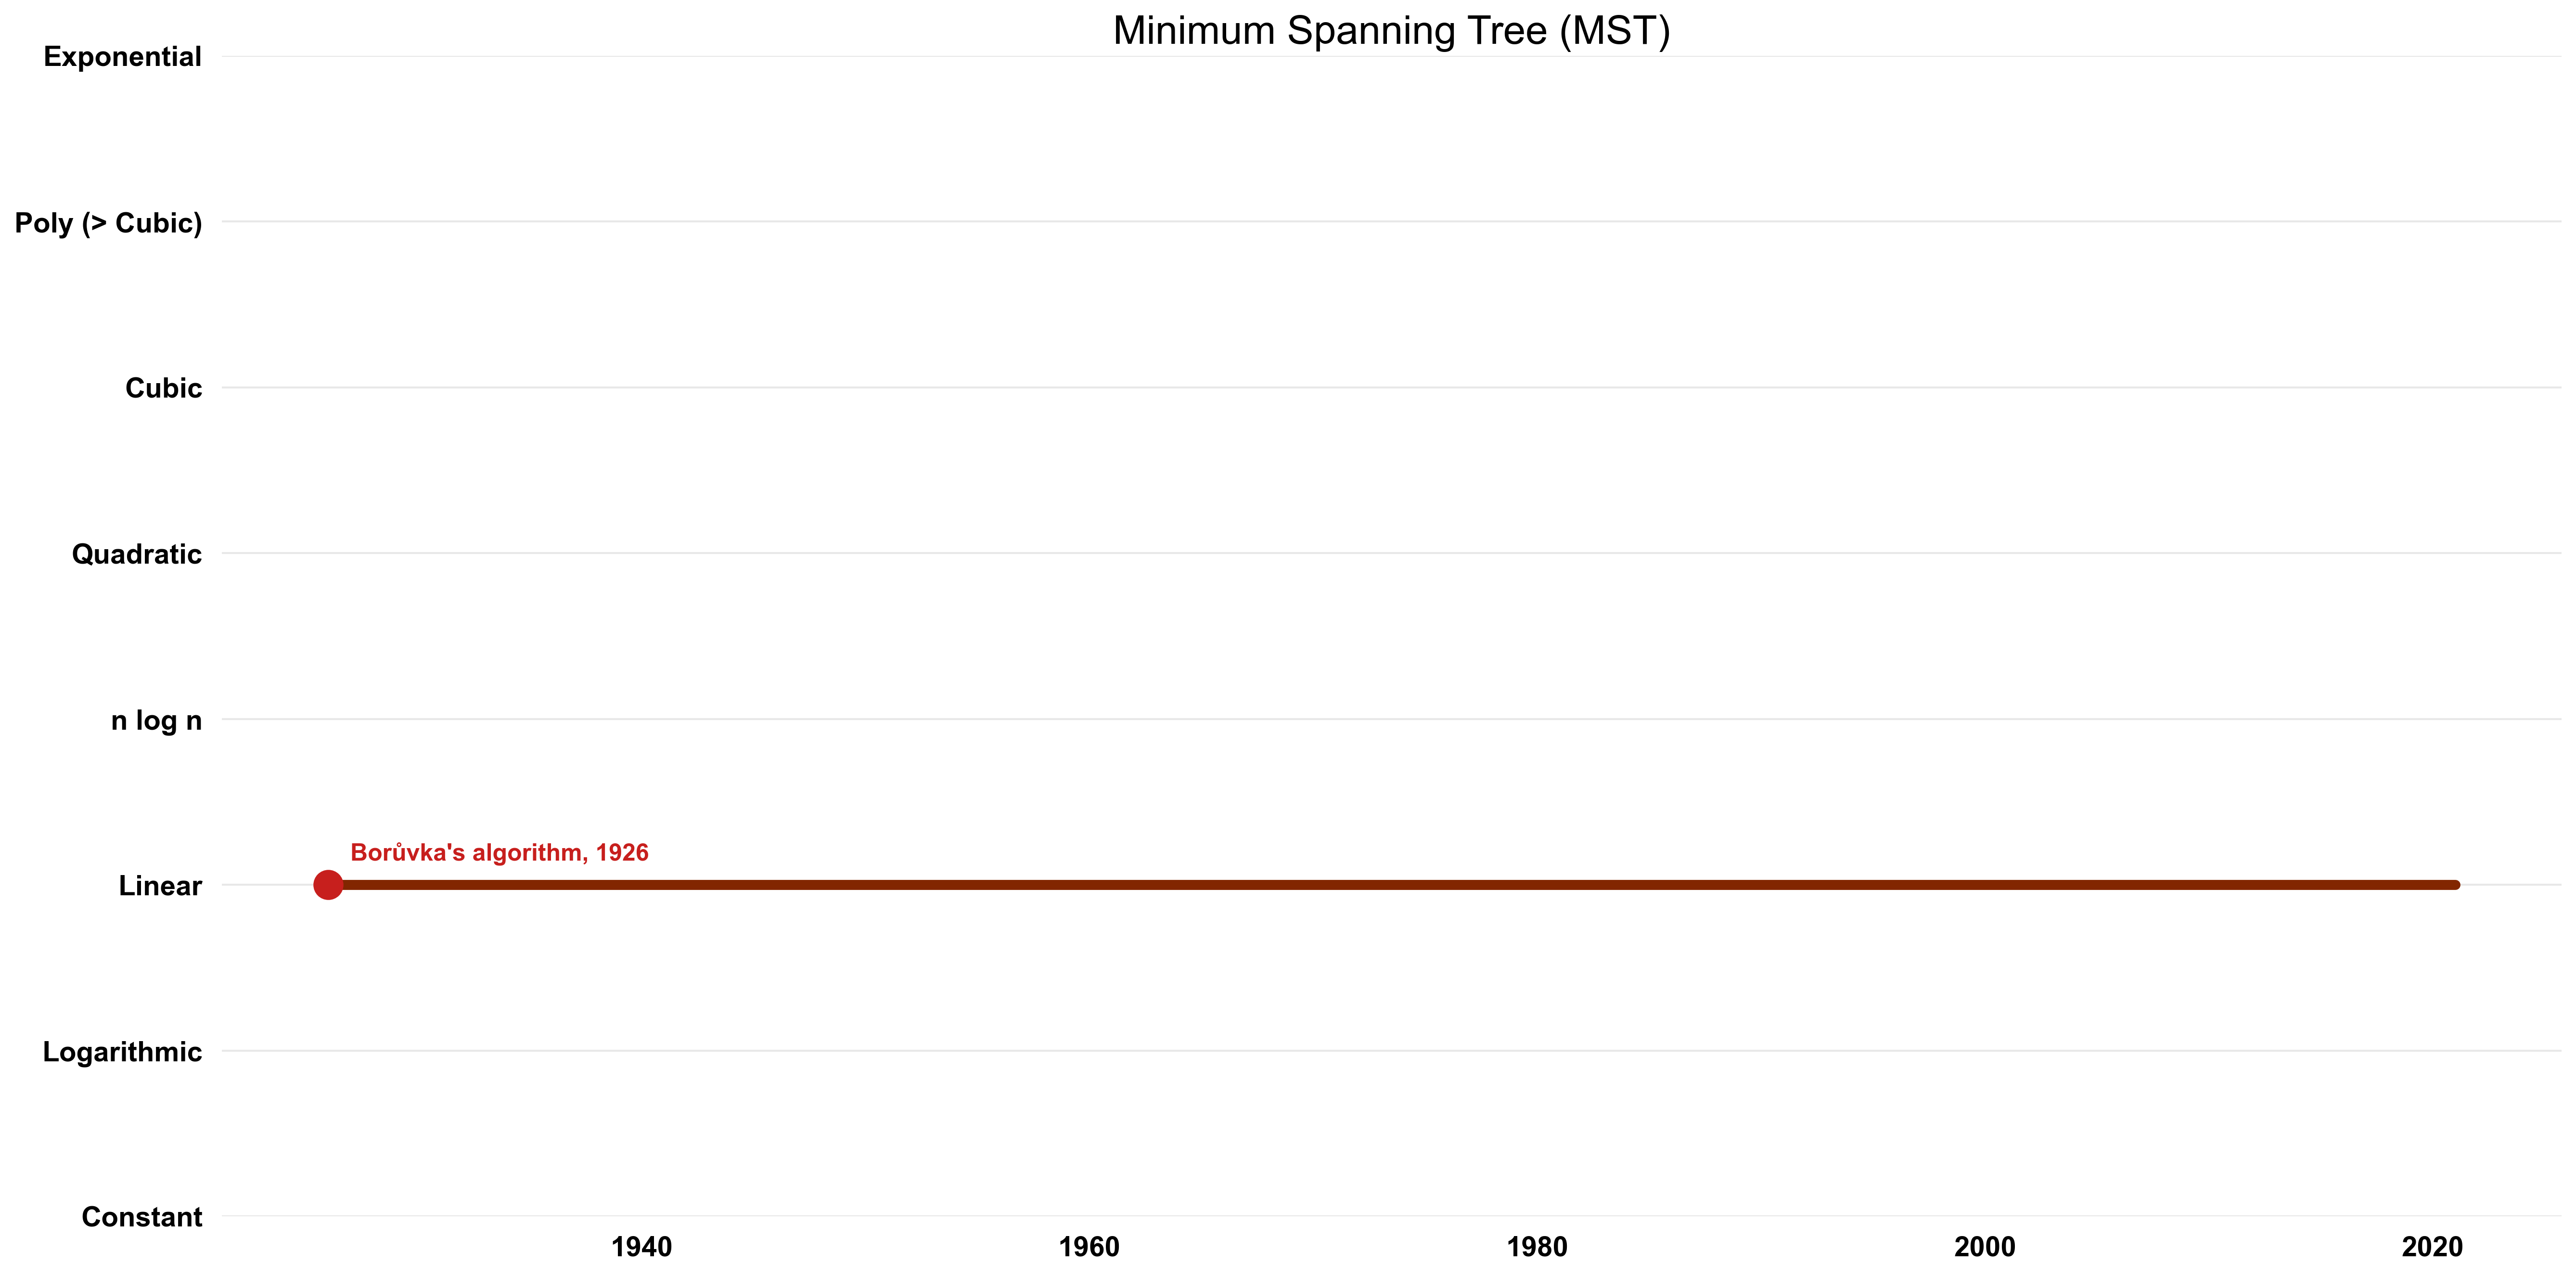 Minimum Spanning Tree (MST)
Exponential
Poly (> Cubic)
Cubic
Quadratic
n log n
Borůvka's algorithm, 1926
Linear
Logarithmic
Constant
1940 1960 1980 2000 2020